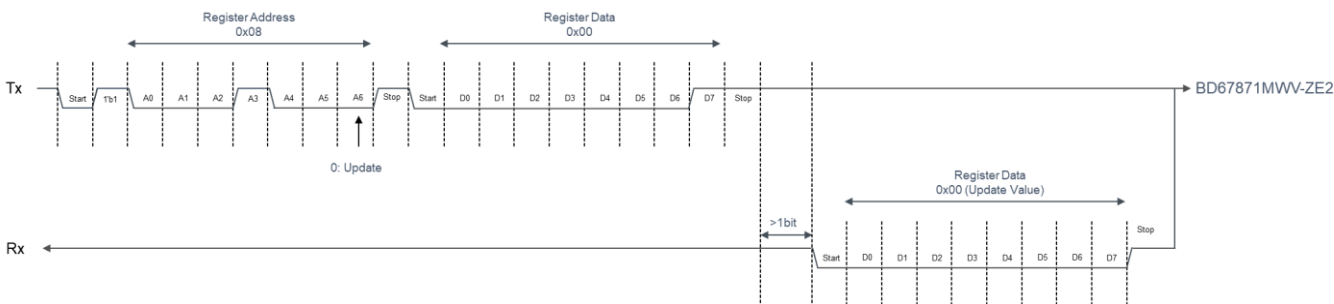 Register Address
0x08
Register Data
0x00
Tx
Start 1'b1 A0 A1 A2 A3 A4 A5 A6 Stop Start D0 D1 D2 D3 D4 D5 D6 D7 Stop
BD67871MWV-ZE2
0: Update
Register Data
0x00 (Update Value)
>1bit
Stop
Rx
Start D0 D1 D2 D3 D4 D5 D6 D7